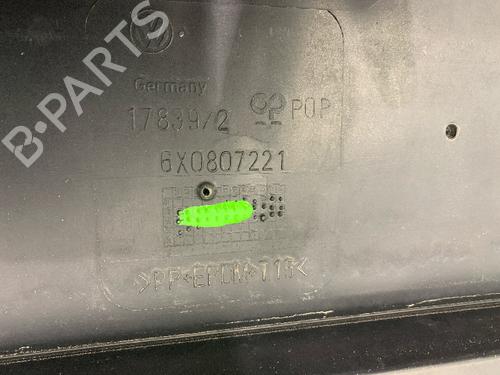 Germany
17839/2 POP
6X0807221
>PP+EPDM-T15<
B-PARTS